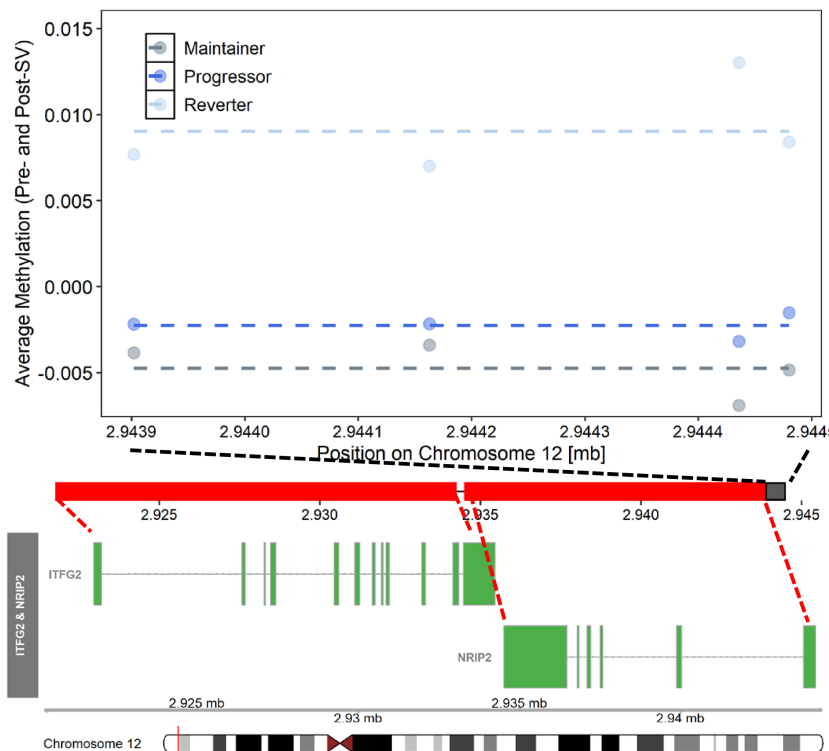 Average Methylation (Pre- and Post-SV)
0.015
0.010
0.005
0.000
-0.005
Maintainer
Progressor
Reverter
2.9439 2.9440 2.9441 2.9442 2.9443 2.9444 2.9445
Position on Chromosome 12 [mb]
2.925 2.930 2.935 2.940 2.945
ITFG2 & NRIP2
ITFG2
NRIP2
2.925 mb 2.935 mb
2.93 mb 2.94 mb
Chromosome 12